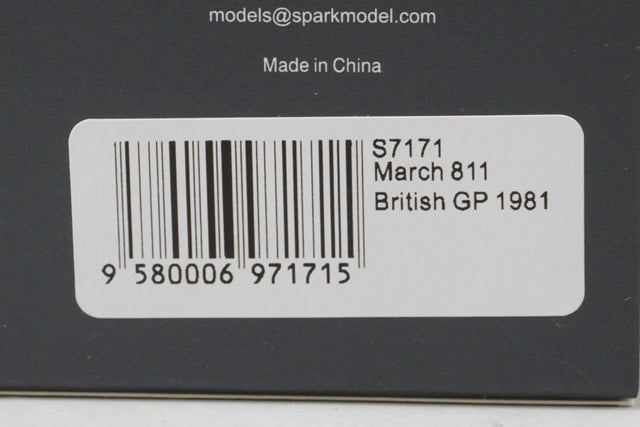 models@sparkmodel.com
Made in China
S7171
March 811
British GP 1981
9 580006 971715